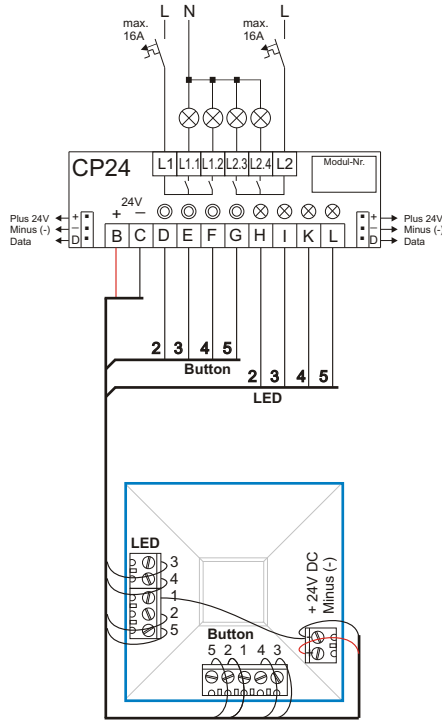 L N L
max.
16A
max.
16A
L1 L1.1 L1.2 L2.3 L2.4 L2
CP24
Modul-Nr.
24V
+ −
Plus 24V +
Minus (-) −
Data D
+ Plus 24V
− Minus (-)
D Data
B C D E F G H I K L
2 3 4 5
Button
2 3 4 5
LED
LED
3
4
1
2
5
+ 24V DC
Minus (-)
Button
5 2 1 4 3